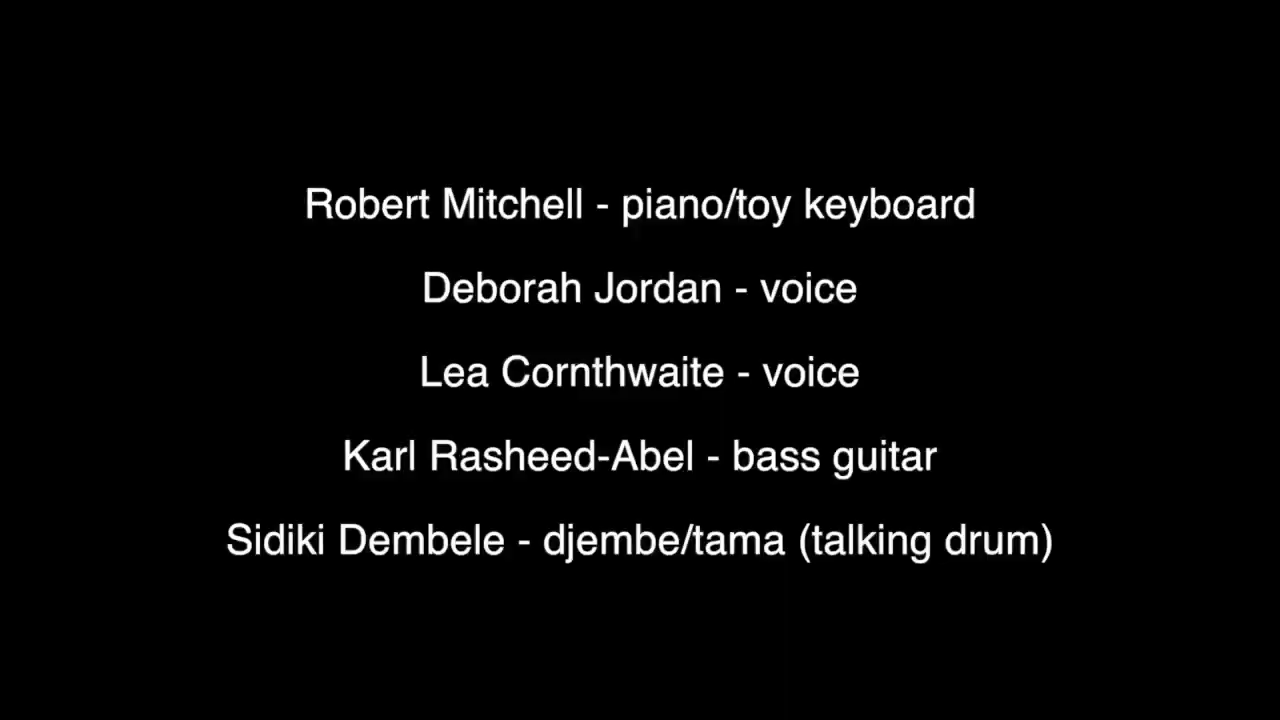 Robert Mitchell - piano/toy keyboard
Deborah Jordan - voice
Lea Cornthwaite - voice
Karl Rasheed-Abel - bass guitar
Sidiki Dembele - djembe/tama (talking drum)